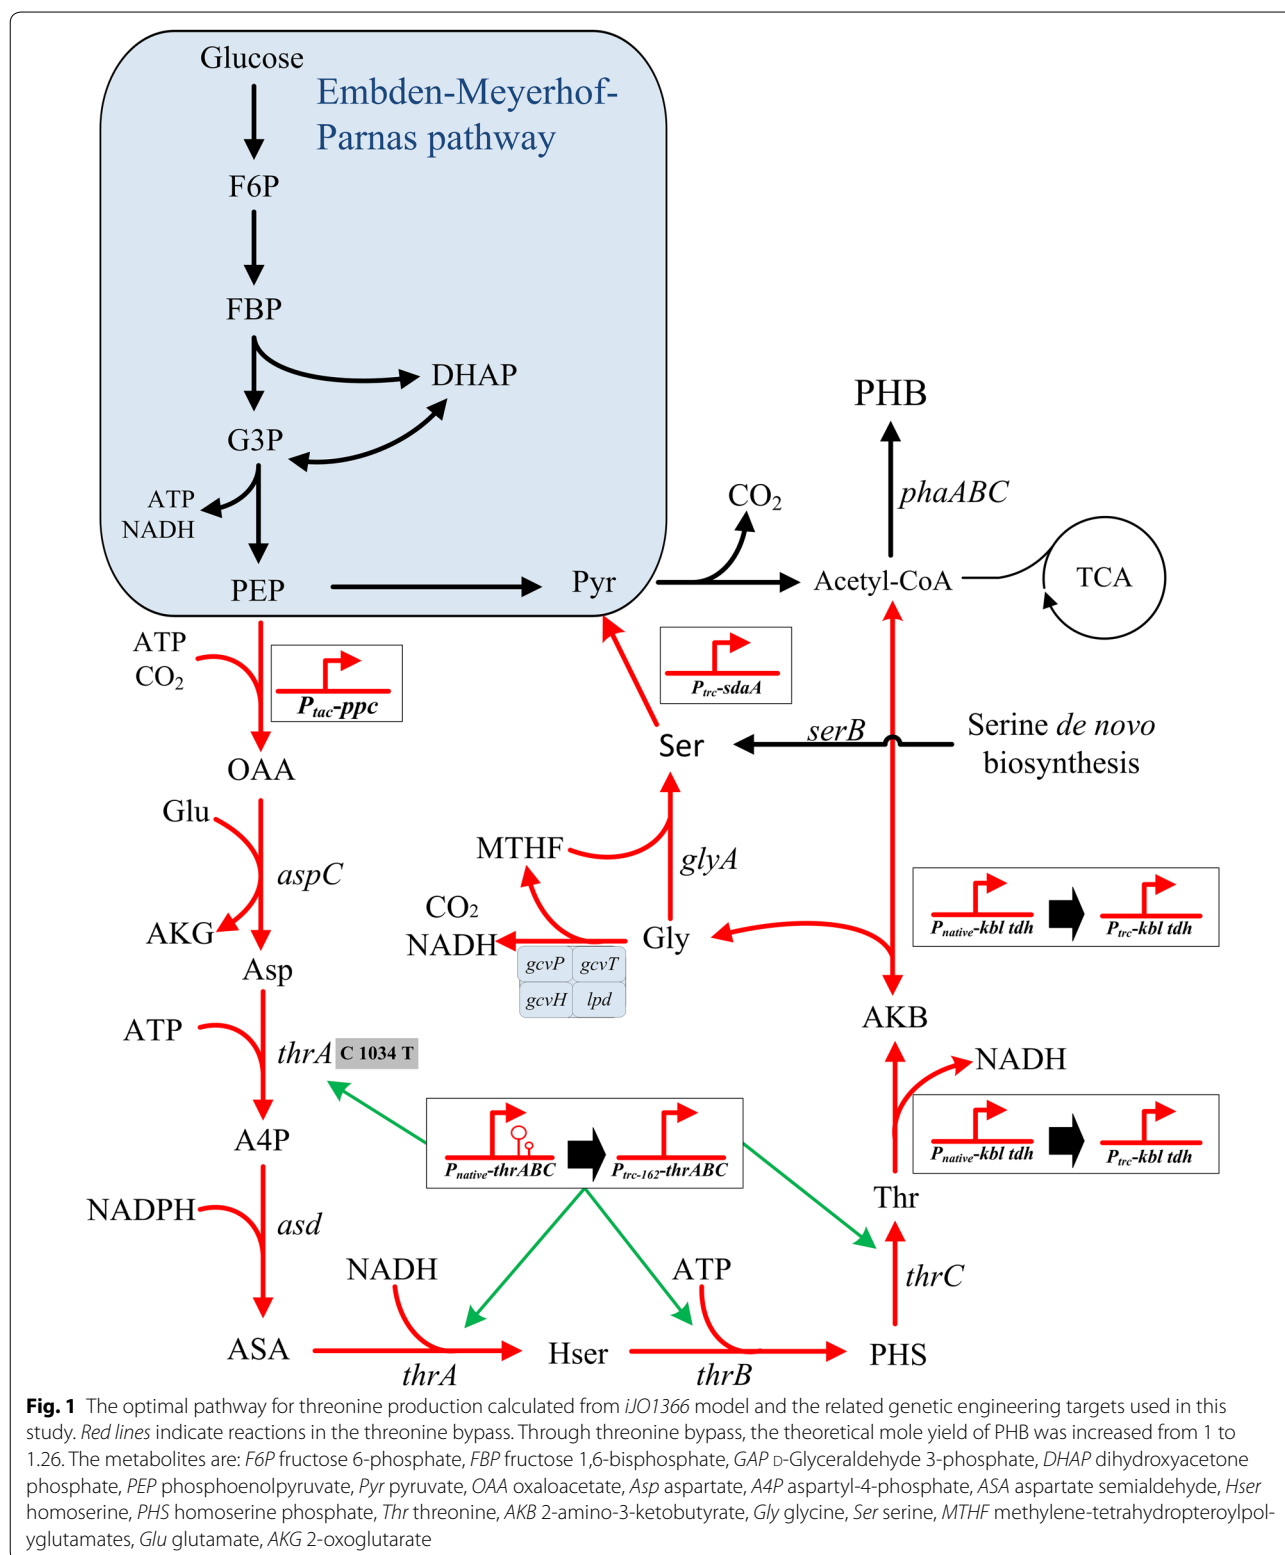 Glucose
Embden-Meyerhof-
Parnas pathway
F6P
FBP
DHAP
G3P
ATP
NADH
PEP
Pyr
CO2
PHB
phaABC
Acetyl-CoA
TCA
ATP
CO2
Ptac-ppc
Ptrc-sdaA
OAA
Ser
serB
Serine de novo
biosynthesis
Glu
aspC
AKG
Asp
MTHF
glyA
CO2
NADH
Gly
gcvP
gcvT
gcvH
lpd
Pnative-kbl tdh
Ptrc-kbl tdh
AKB
ATP
thrA
C 1034 T
NADH
A4P
Pnative-thrABC
Ptrc-162-thrABC
Pnative-kbl tdh
Ptrc-kbl tdh
Thr
NADPH
asd
NADH
ATP
thrC
ASA
thrA
Hser
thrB
PHS
Fig. 1 The optimal pathway for threonine production calculated from iJO1366 model and the related genetic engineering targets used in this
study. Red lines indicate reactions in the threonine bypass. Through threonine bypass, the theoretical mole yield of PHB was increased from 1 to
1.26. The metabolites are: F6P fructose 6-phosphate, FBP fructose 1,6-bisphosphate, GAP D-Glyceraldehyde 3-phosphate, DHAP dihydroxyacetone
phosphate, PEP phosphoenolpyruvate, Pyr pyruvate, OAA oxaloacetate, Asp aspartate, A4P aspartyl-4-phosphate, ASA aspartate semialdehyde, Hser
homoserine, PHS homoserine phosphate, Thr threonine, AKB 2-amino-3-ketobutyrate, Gly glycine, Ser serine, MTHF methylene-tetrahydropteroylpol-
yglutamates, Glu glutamate, AKG 2-oxoglutarate